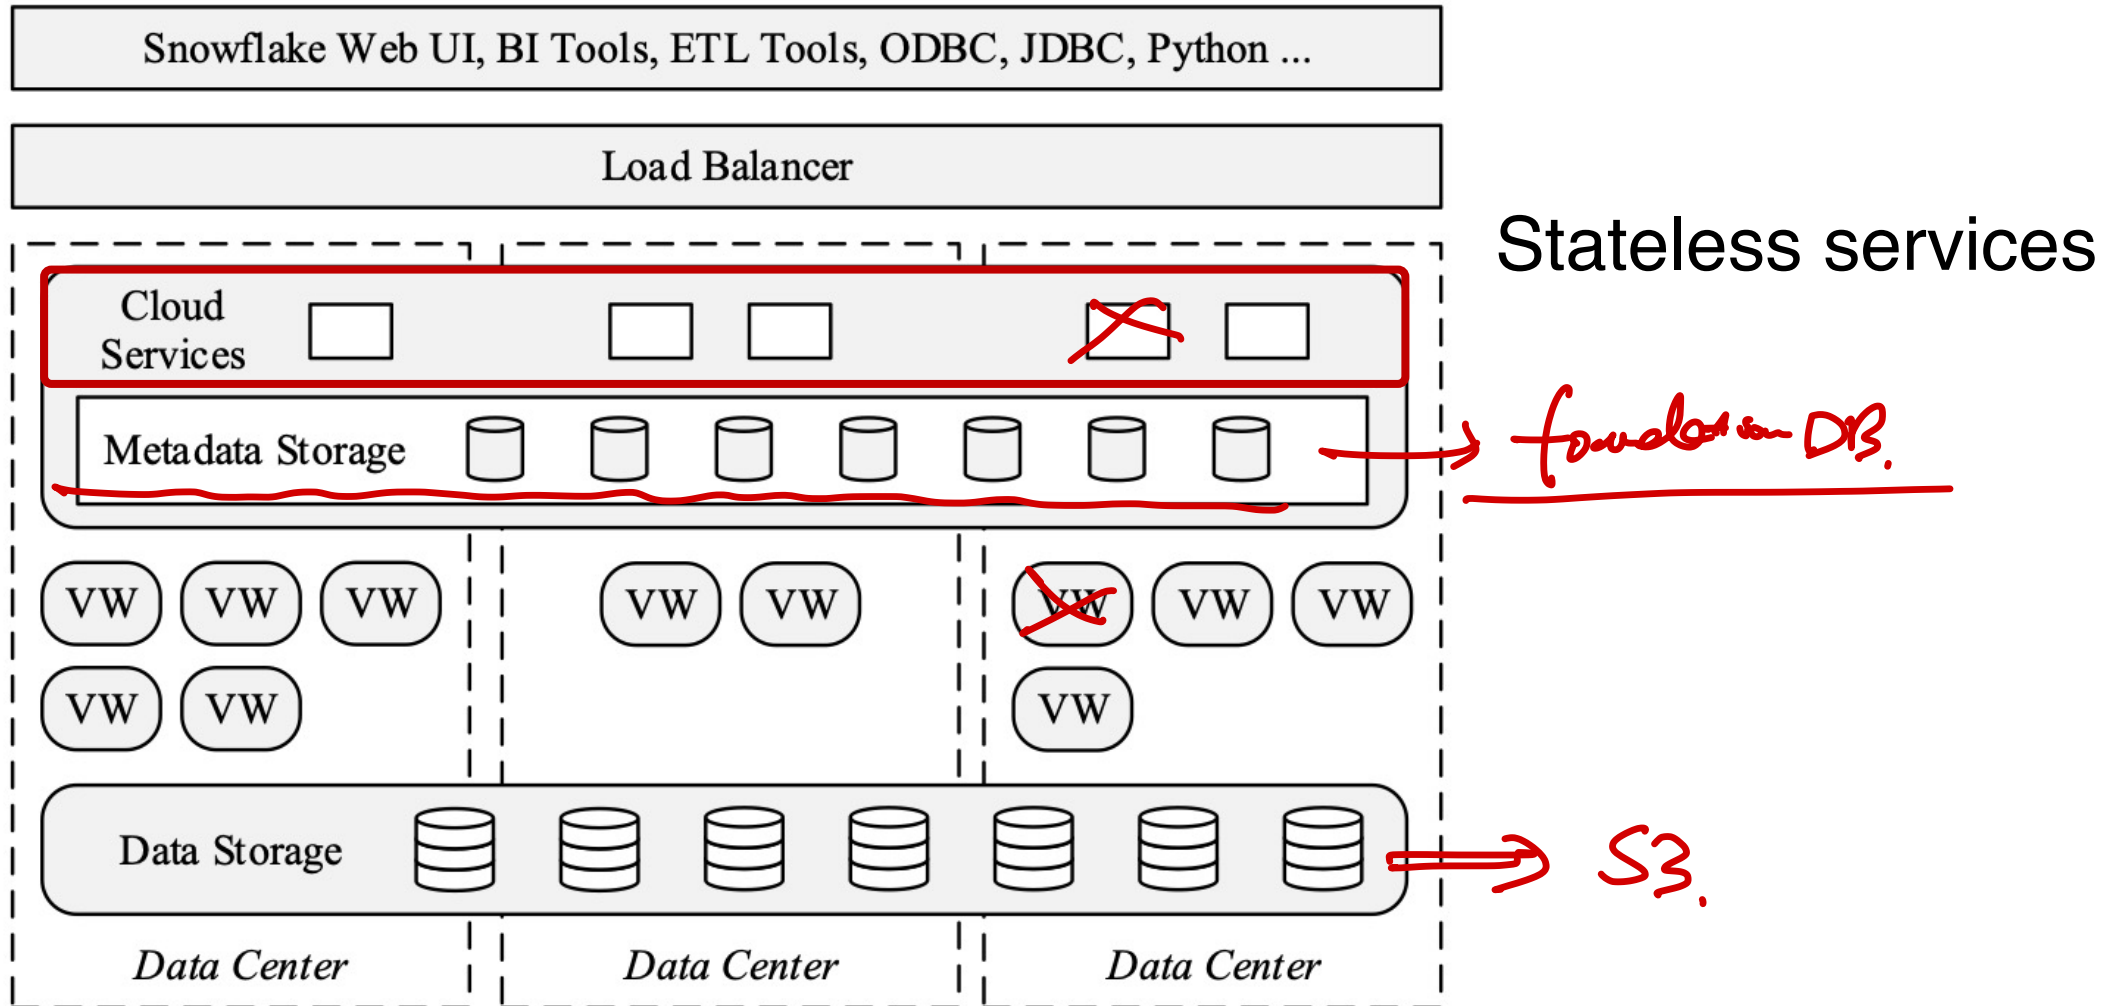 Snowflake Web UI, BI Tools, ETL Tools, ODBC, JDBC, Python ...
Load Balancer
Stateless services
Cloud
Services
Metadata Storage
foundation DB.
VW VW VW VW VW VW VW VW
VW VW VW
Data Storage
S3.
Data Center Data Center Data Center